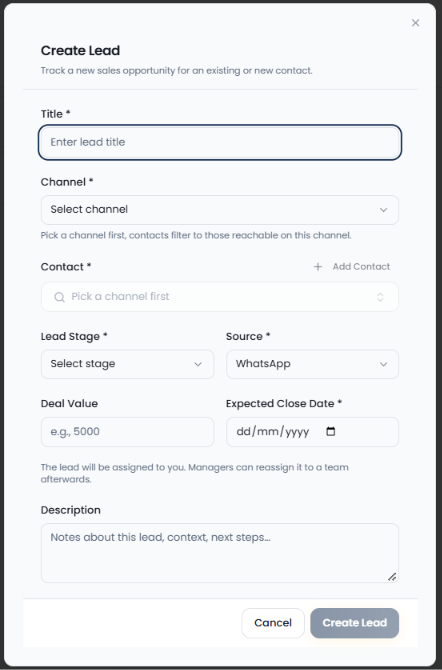 Create Lead
Track a new sales opportunity for an existing or new contact.
Title *
Enter lead title
Channel *
Select channel
Pick a channel first, contacts filter to those reachable on this channel.
Contact *
Add Contact
Pick a channel first
Lead Stage *
Source *
Select stage
WhatsApp
Deal Value
Expected Close Date *
e.g., 5000
dd/mm/yyyy
The lead will be assigned to you. Managers can reassign it to a team
afterwards.
Description
Notes about this lead, context, next steps...
Cancel
Create Lead